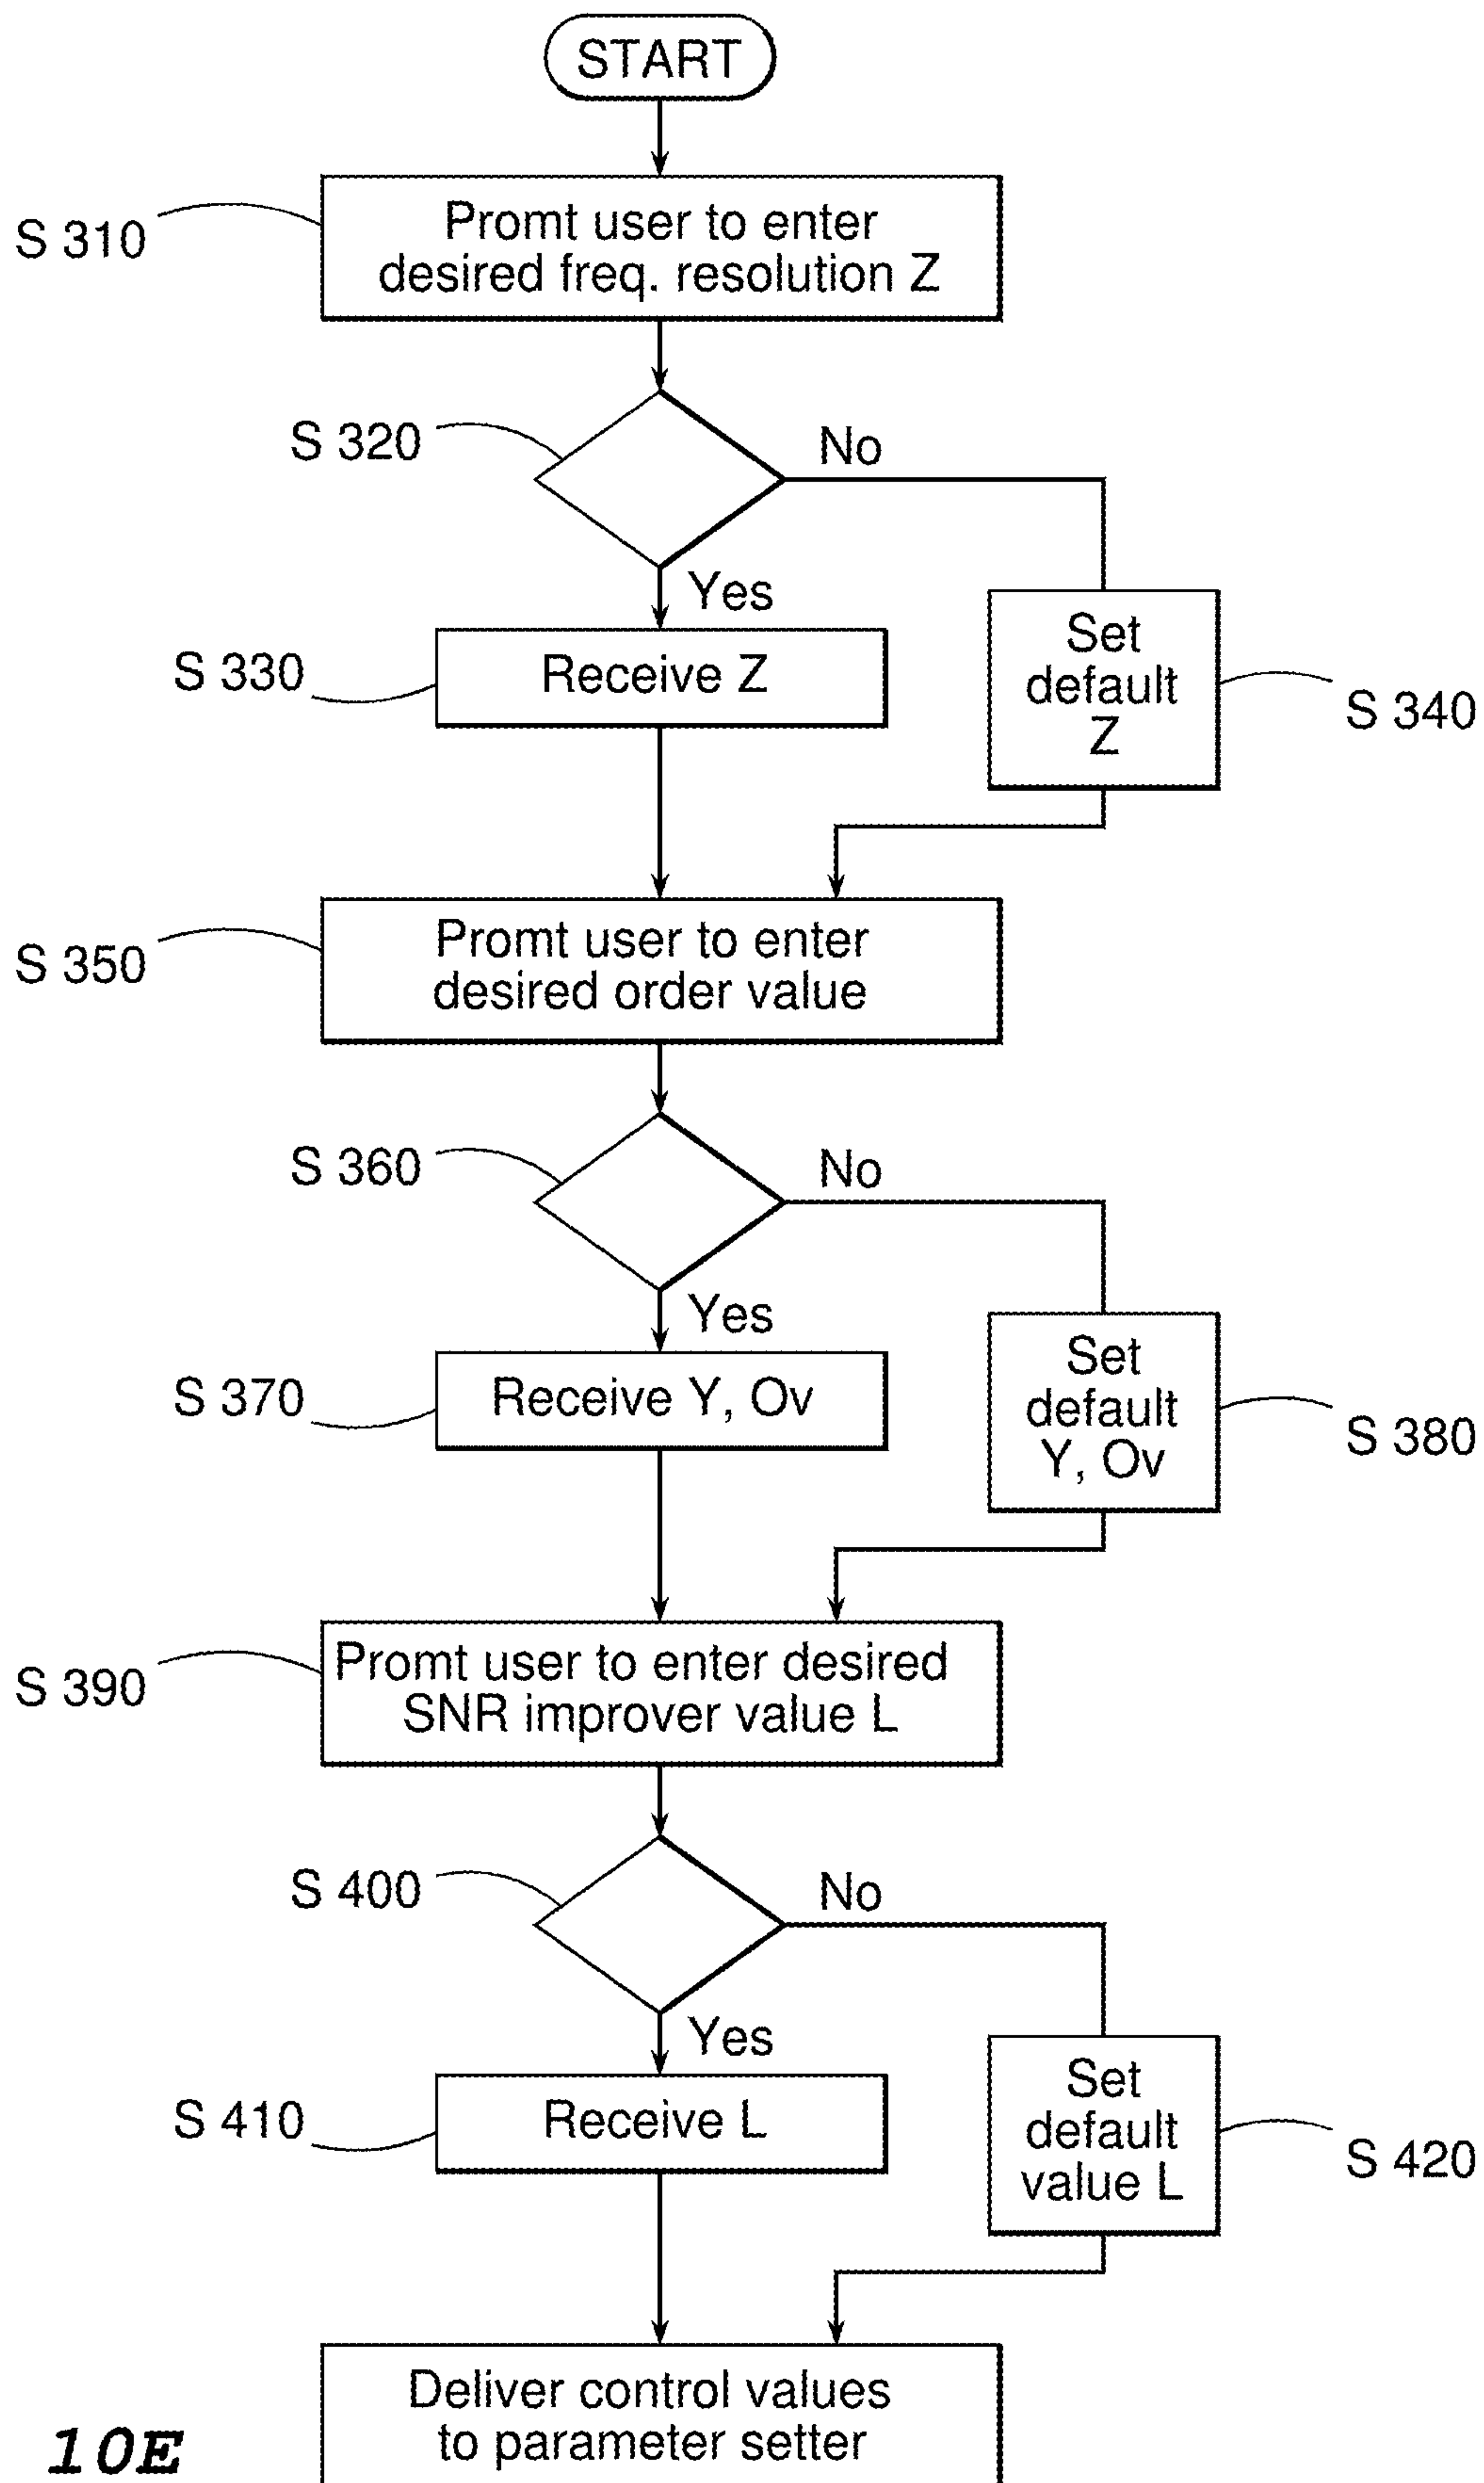 START
S 310
Promt user to enter
desired freq. resolution Z
S 320
No
Yes
S 330
Receive Z
Set
default
Z
S 340
S 350
Promt user to enter
desired order value
S 360
No
Yes
S 370
Receive Y, Ov
Set
default
Y, Ov
S 380
S 390
Promt user to enter desired
SNR improver value L
S 400
No
Yes
S 410
Receive L
Set
default
value L
S 420
Deliver control values
to parameter setter
10E